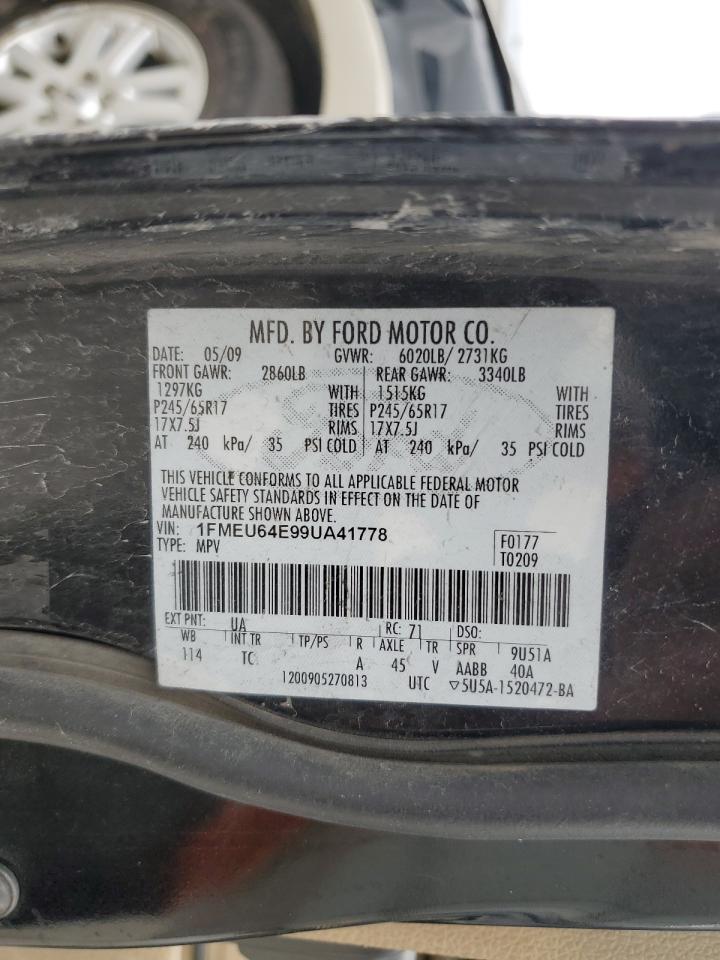 MFD. BY FORD MOTOR CO.
DATE: 05/09 GVWR: 6020LB/ 2731KG
FRONT GAWR: 2860LB REAR GAWR: 3340LB
1297KG WITH 1515KG WITH
P245/65R17 TIRES P245/65R17 TIRES
17X7.5J RIMS 17X7.5J RIMS
AT 240 kPa/ 35 PSI COLD AT 240 kPa/ 35 PSI COLD
THIS VEHICLE CONFORMS TO ALL APPLICABLE FEDERAL MOTOR
VEHICLE SAFETY STANDARDS IN EFFECT ON THE DATE OF
MANUFACTURE SHOWN ABOVE.
VIN: 1FMEU64E99UA41778 F0177
TYPE: MPV T0209
EXT PNT: UA RC: 71 DSO:
WB INT TR TP/PS R AXLE TR SPR 9U51A
114 TC A 45 V AABB 40A
1200905270813 UTC ▽5U5A-1520472-BA